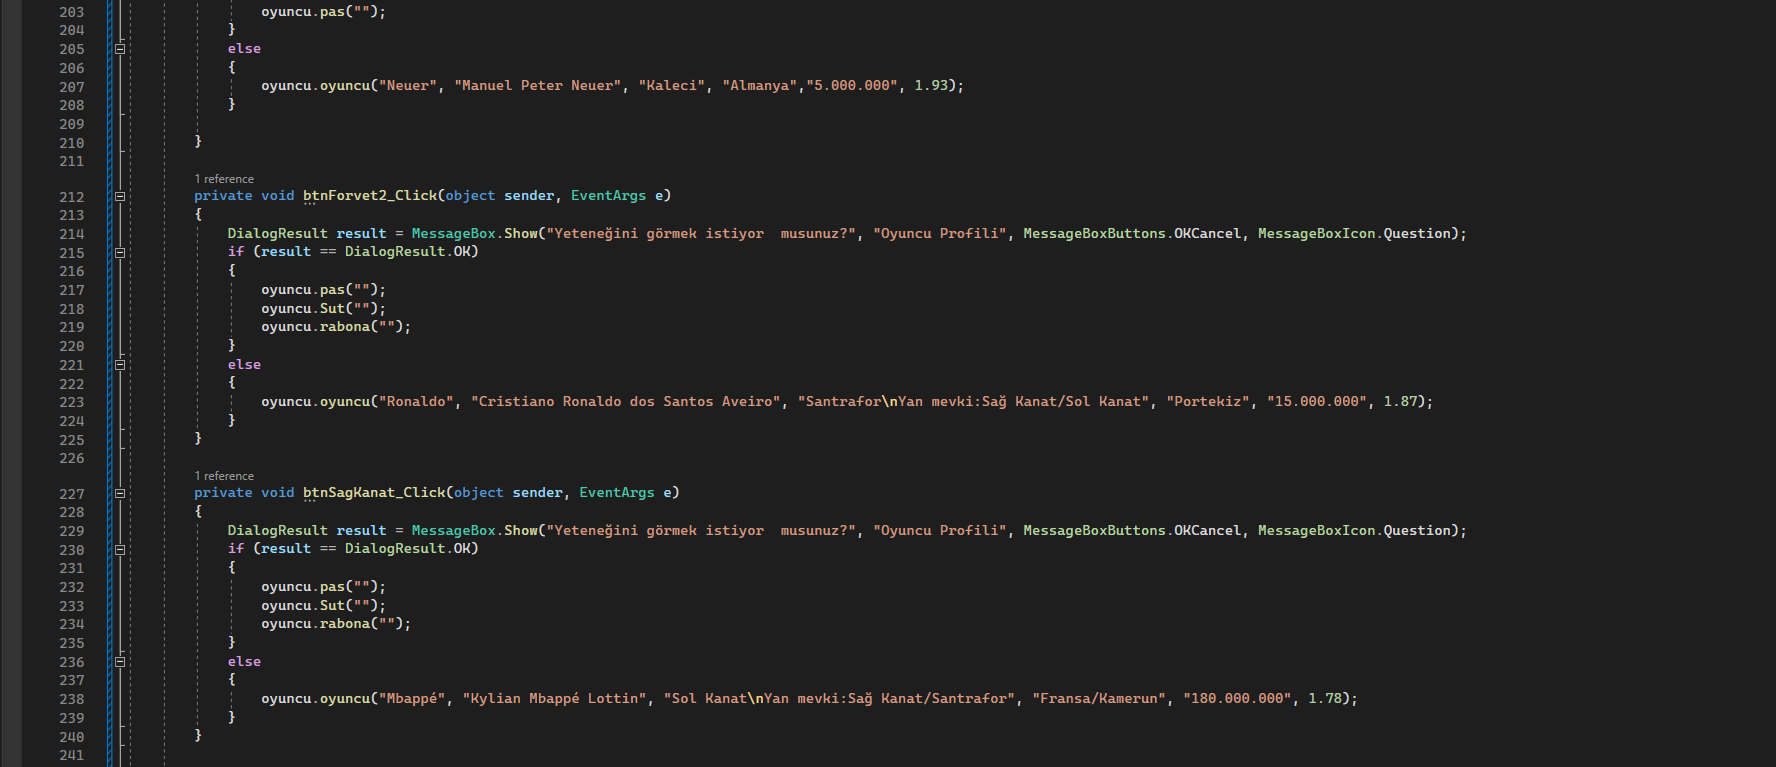 203 oyuncu.pas("");
204 }
205 else
206 {
207 oyuncu.oyuncu("Neuer", "Manuel Peter Neuer", "Kaleci", "Almanya","5.000.000", 1.93);
208 }
209
210 }
211
1 reference
212 private void btnForvet2_Click(object sender, EventArgs e)
213 {
214 DialogResult result = MessageBox.Show("Yeteneğini görmek istiyor  musunuz?", "Oyuncu Profili", MessageBoxButtons.OKCancel, MessageBoxIcon.Question);
215 if (result == DialogResult.OK)
216 {
217 oyuncu.pas("");
218 oyuncu.Sut("");
219 oyuncu.rabona("");
220 }
221 else
222 {
223 oyuncu.oyuncu("Ronaldo", "Cristiano Ronaldo dos Santos Aveiro", "Santrafor\nYan mevki:Sağ Kanat/Sol Kanat", "Portekiz", "15.000.000", 1.87);
224 }
225 }
226
1 reference
227 private void btnSagKanat_Click(object sender, EventArgs e)
228 {
229 DialogResult result = MessageBox.Show("Yeteneğini görmek istiyor  musunuz?", "Oyuncu Profili", MessageBoxButtons.OKCancel, MessageBoxIcon.Question);
230 if (result == DialogResult.OK)
231 {
232 oyuncu.pas("");
233 oyuncu.Sut("");
234 oyuncu.rabona("");
235 }
236 else
237 {
238 oyuncu.oyuncu("Mbappé", "Kylian Mbappé Lottin", "Sol Kanat\nYan mevki:Sağ Kanat/Santrafor", "Fransa/Kamerun", "180.000.000", 1.78);
239 }
240 }
241